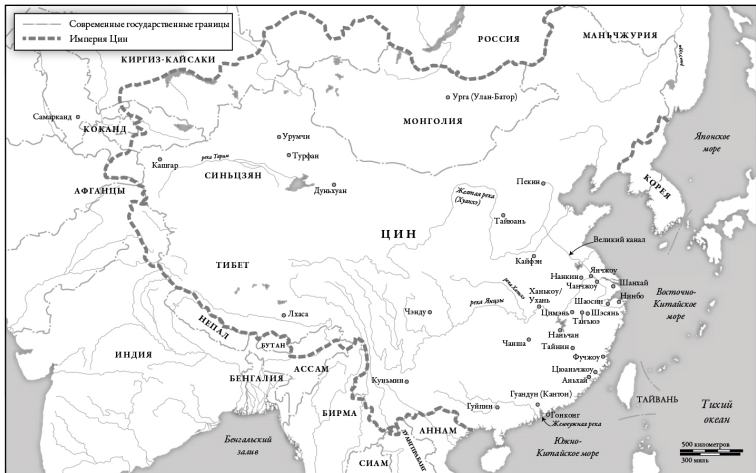 Современные государственные границы
Империя Цин
РОССИЯ
МАНЬЧЖУРИЯ
КИРГИЗ-КАЙСАКИ
Урга (Улан-Батор)
Самарканд
КОКАНД
МОНГОЛИЯ
Японское
море
Урумчи
Турфан
Кашгар
река Тарим
СИНЬЦЗЯН
Дуньхуан
АФГАНЦЫ
Пекин
КОРЕЯ
Желтая река
(Хуанхэ)
Тайюань
ЦИН
Великий канал
ТИБЕТ
Кайфэн
Янчжоу
Нанкин
Чанчжоу
Шанхай
Восточно-
Китайское
море
Ханькоу/
Ухань
Шаосин
Нинбо
река Янцзы
Лхаса
Чэнду
Цимэнь
Шэсянь
НЕПАЛ
Наньчан
Чанша
Тайнин
БУТАН
ИНДИЯ
АССАМ
Фучжоу
БЕНГАЛИЯ
Куньмин
Цюаньчжоу
Аньхай
ТАЙВАНЬ
Тихий
океан
БИРМА
Гуйпин
Гуандун (Кантон)
Гонконг
Жемчужная река
АННАМ
Бенгальский
залив
СИАМ
ЛУАНГПРАБАНГ
Южно-
Китайское море
500 километров
300 миль